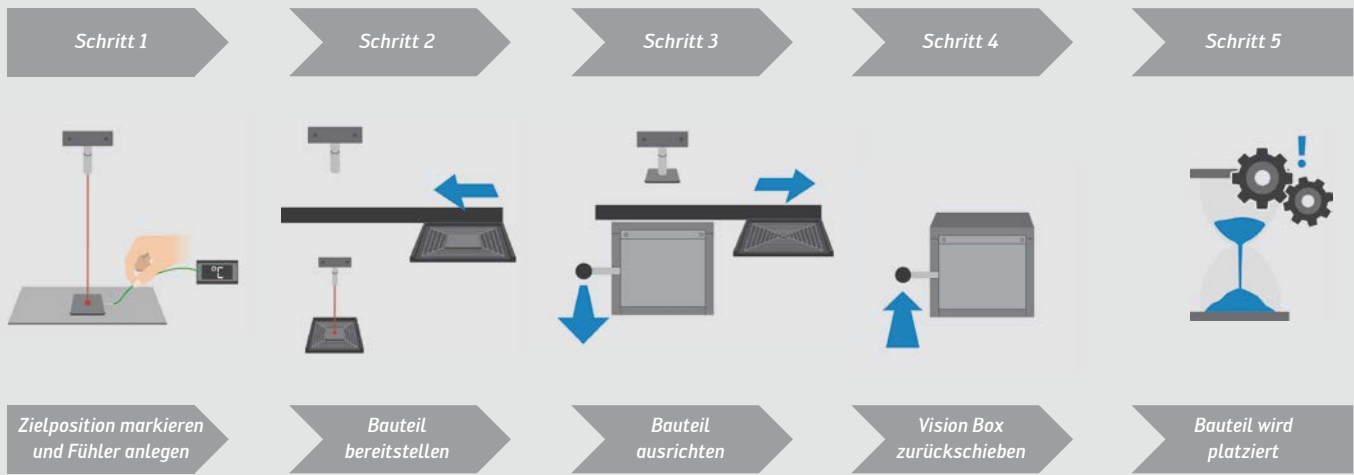 Schritt 1
Schritt 2
Schritt 3
Schritt 4
Schritt 5
°C
!
Zielposition markieren
und Fühler anlegen
Bauteil
bereitstellen
Bauteil
ausrichten
Vision Box
zurückschieben
Bauteil wird
platziert